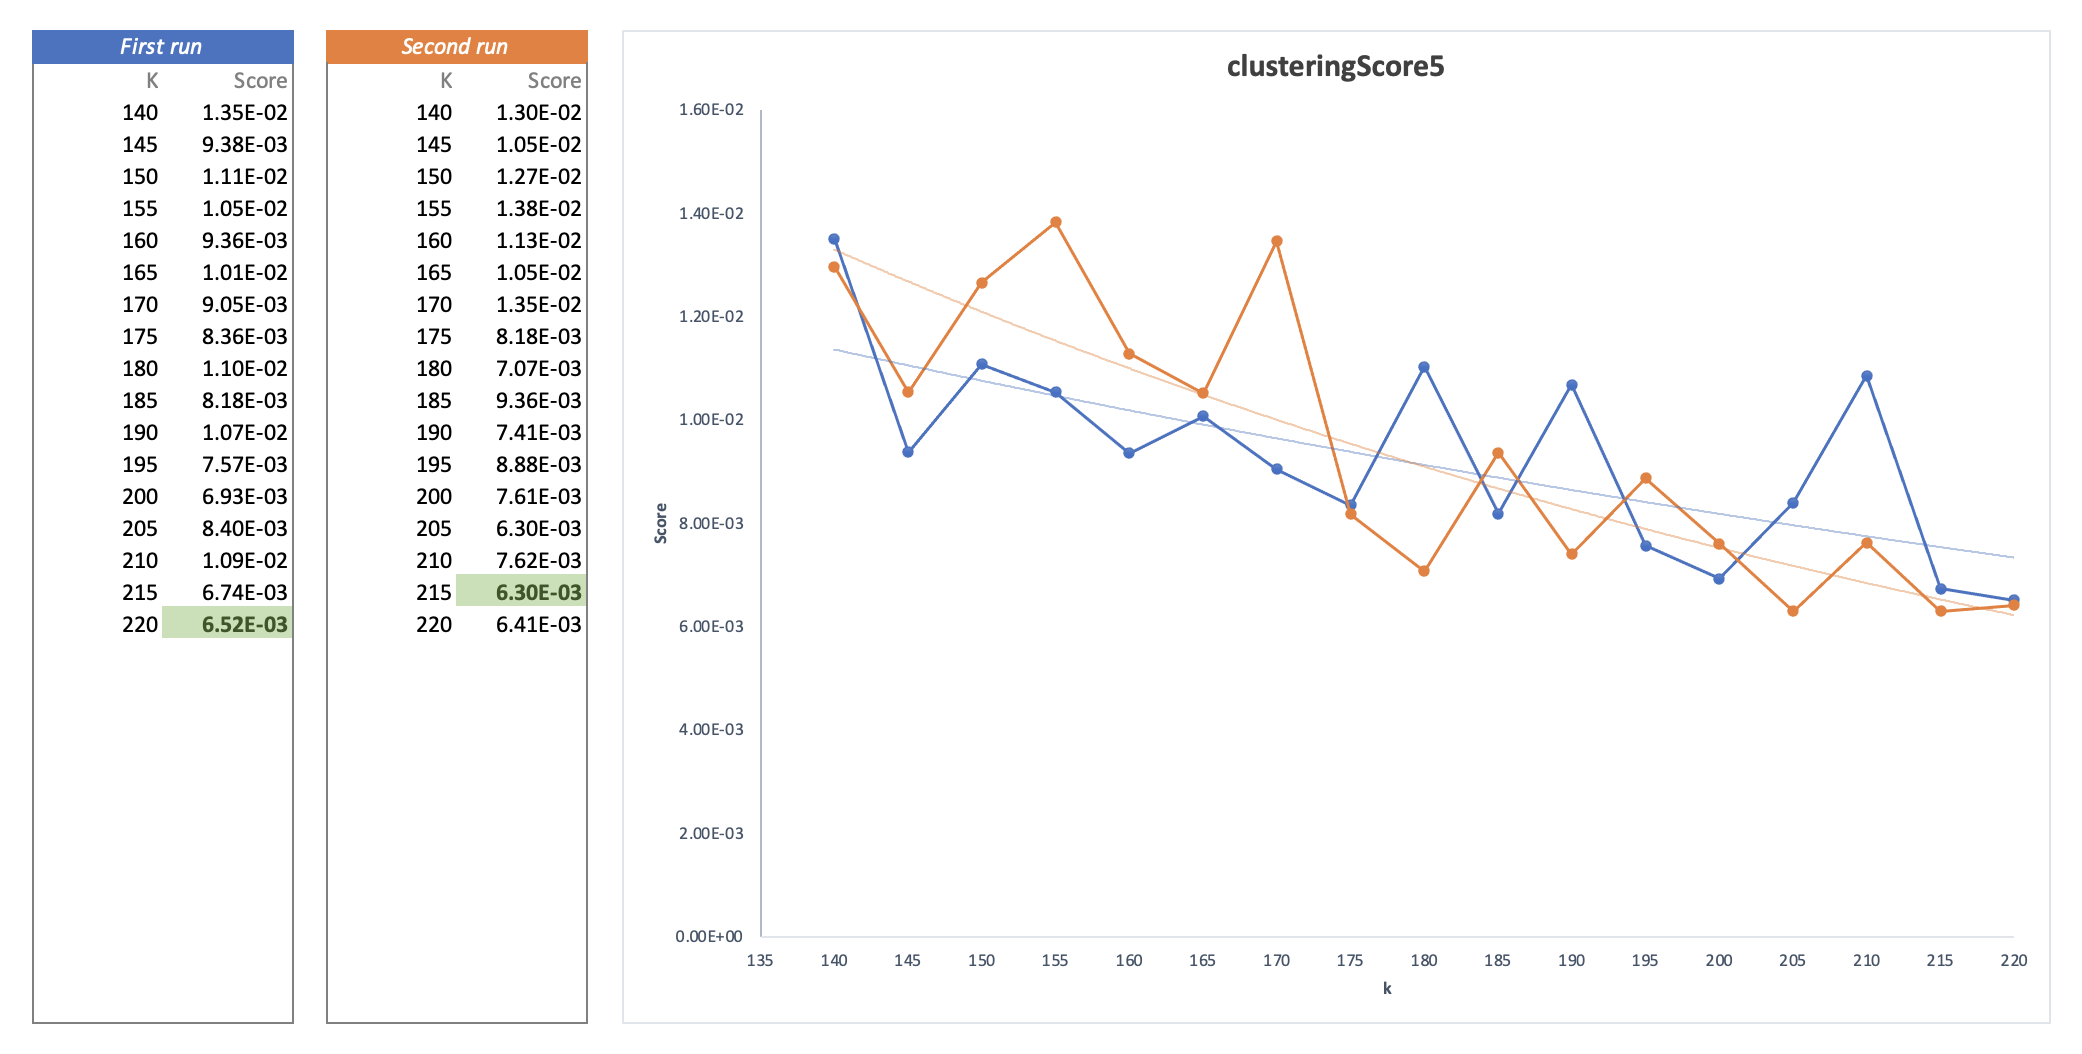 First run
K Score
140 1.35E-02
145 9.38E-03
150 1.11E-02
155 1.05E-02
160 9.36E-03
165 1.01E-02
170 9.05E-03
175 8.36E-03
180 1.10E-02
185 8.18E-03
190 1.07E-02
195 7.57E-03
200 6.93E-03
205 8.40E-03
210 1.09E-02
215 6.74E-03
220 6.52E-03
Second run
K Score
140 1.30E-02
145 1.05E-02
150 1.27E-02
155 1.38E-02
160 1.13E-02
165 1.05E-02
170 1.35E-02
175 8.18E-03
180 7.07E-03
185 9.36E-03
190 7.41E-03
195 8.88E-03
200 7.61E-03
205 6.30E-03
210 7.62E-03
215 6.30E-03
220 6.41E-03
clusteringScore5
1.60E-02
1.40E-02
1.20E-02
1.00E-02
8.00E-03
6.00E-03
4.00E-03
2.00E-03
0.00E+00
Score
135 140 145 150 155 160 165 170 175 180 185 190 195 200 205 210 215 220
k